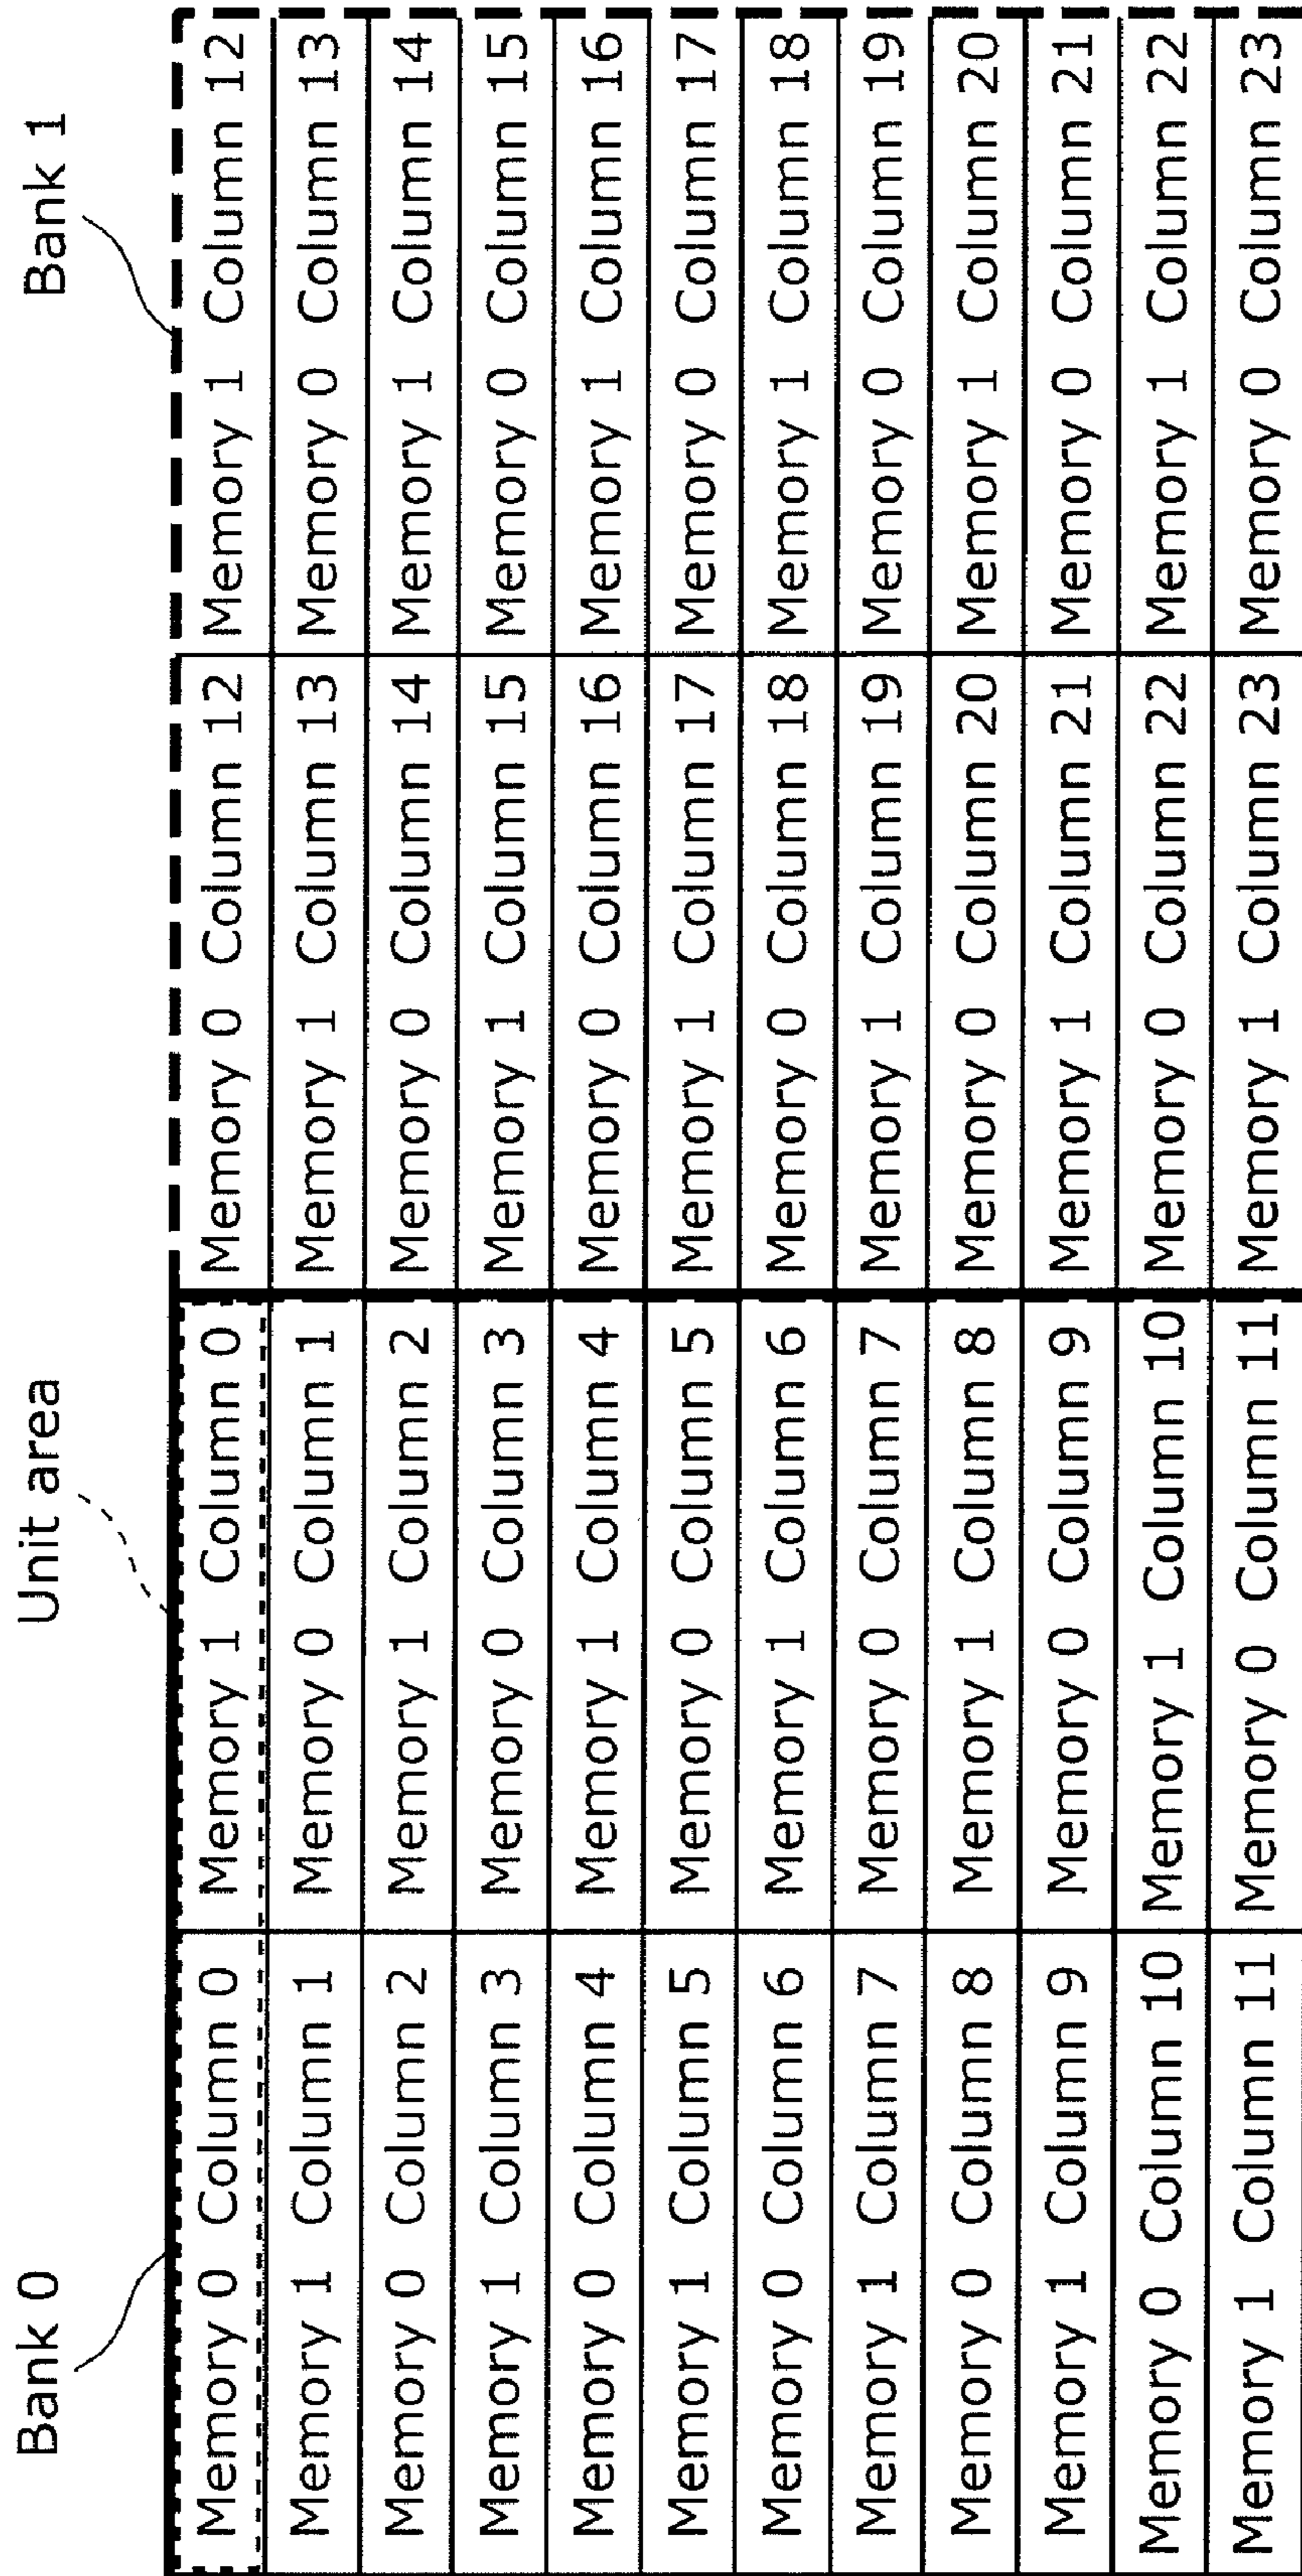 Bank 0 Unit area Bank 1
Memory 0 Column 0 Memory 1 Column 0 Memory 0 Column 12 Memory 1 Column 12
Memory 1 Column 1 Memory 0 Column 1 Memory 1 Column 13 Memory 0 Column 13
Memory 0 Column 2 Memory 1 Column 2 Memory 0 Column 14 Memory 1 Column 14
Memory 1 Column 3 Memory 0 Column 3 Memory 1 Column 15 Memory 0 Column 15
Memory 0 Column 4 Memory 1 Column 4 Memory 0 Column 16 Memory 1 Column 16
Memory 1 Column 5 Memory 0 Column 5 Memory 1 Column 17 Memory 0 Column 17
Memory 0 Column 6 Memory 1 Column 6 Memory 0 Column 18 Memory 1 Column 18
Memory 1 Column 7 Memory 0 Column 7 Memory 1 Column 19 Memory 0 Column 19
Memory 0 Column 8 Memory 1 Column 8 Memory 0 Column 20 Memory 1 Column 20
Memory 1 Column 9 Memory 0 Column 9 Memory 1 Column 21 Memory 0 Column 21
Memory 0 Column 10 Memory 1 Column 10 Memory 0 Column 22 Memory 1 Column 22
Memory 1 Column 11 Memory 0 Column 11 Memory 1 Column 23 Memory 0 Column 23